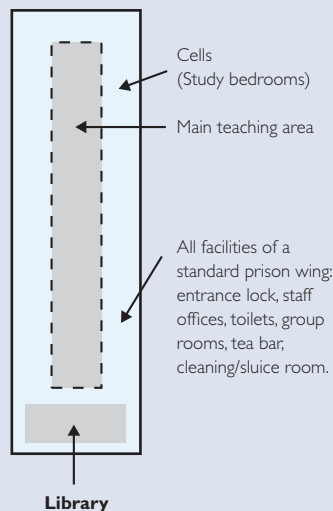 Cells
(Study bedrooms)
Main teaching area
All facilities of a
standard prison wing:
entrance lock, staff
offices, toilets, group
rooms, tea bar,
cleaning/sluice room.
Library